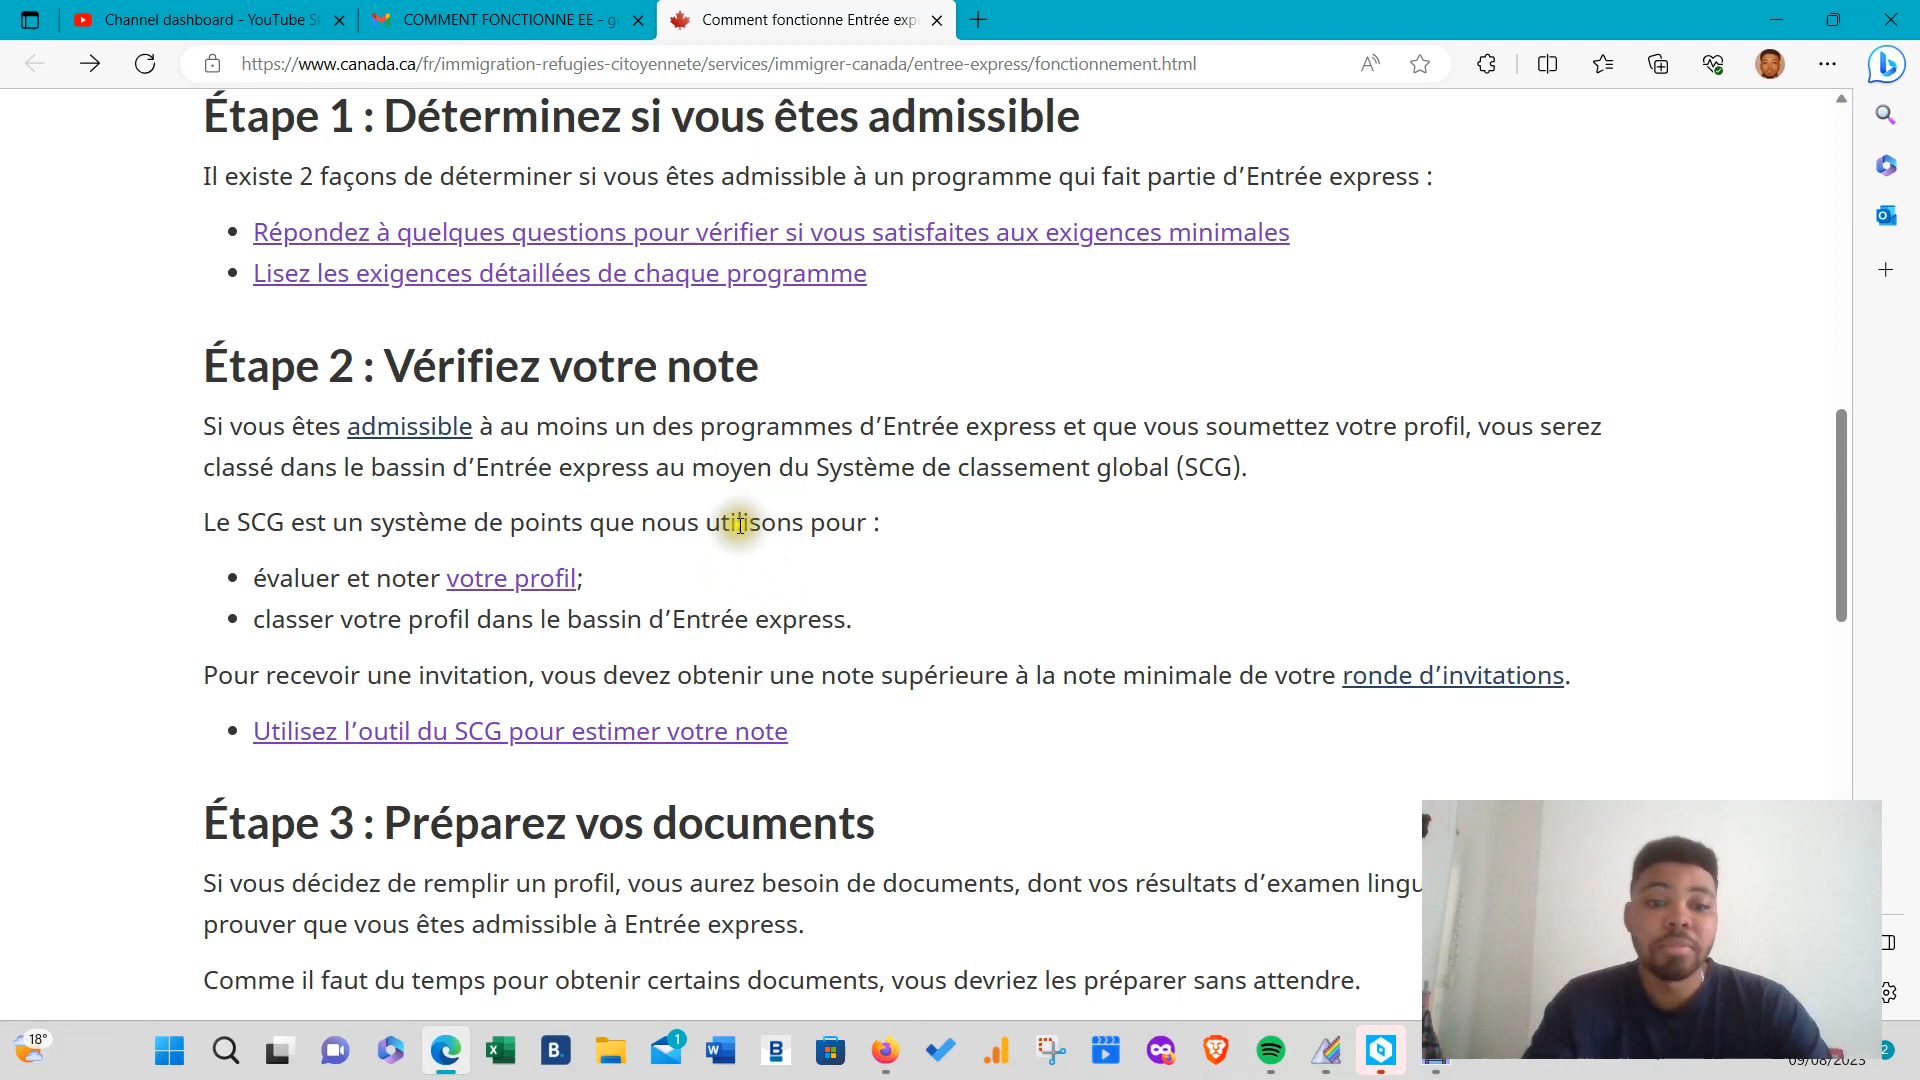 Channel dashboard - YouTube S
COMMENT FONCTIONNE EE - g
Comment fonctionne Entrée exp
https://www.canada.ca/fr/immigration-refugies-citoyennete/services/immigrer-canada/entree-express/fonctionnement.html
Étape 1 : Déterminez si vous êtes admissible
Il existe 2 façons de déterminer si vous êtes admissible à un programme qui fait partie d’Entrée express :
• Répondez à quelques questions pour vérifier si vous satisfaites aux exigences minimales
• Lisez les exigences détaillées de chaque programme
Étape 2 : Vérifiez votre note
Si vous êtes admissible à au moins un des programmes d’Entrée express et que vous soumettez votre profil, vous serez
classé dans le bassin d’Entrée express au moyen du Système de classement global (SCG).
Le SCG est un système de points que nous utilisons pour :
• évaluer et noter votre profil;
• classer votre profil dans le bassin d’Entrée express.
Pour recevoir une invitation, vous devez obtenir une note supérieure à la note minimale de votre ronde d’invitations.
• Utilisez l’outil du SCG pour estimer votre note
Étape 3 : Préparez vos documents
Si vous décidez de remplir un profil, vous aurez besoin de documents, dont vos résultats d’examen lingu
prouver que vous êtes admissible à Entrée express.
Comme il faut du temps pour obtenir certains documents, vous devriez les préparer sans attendre.
18°
1
09/08/2023
2